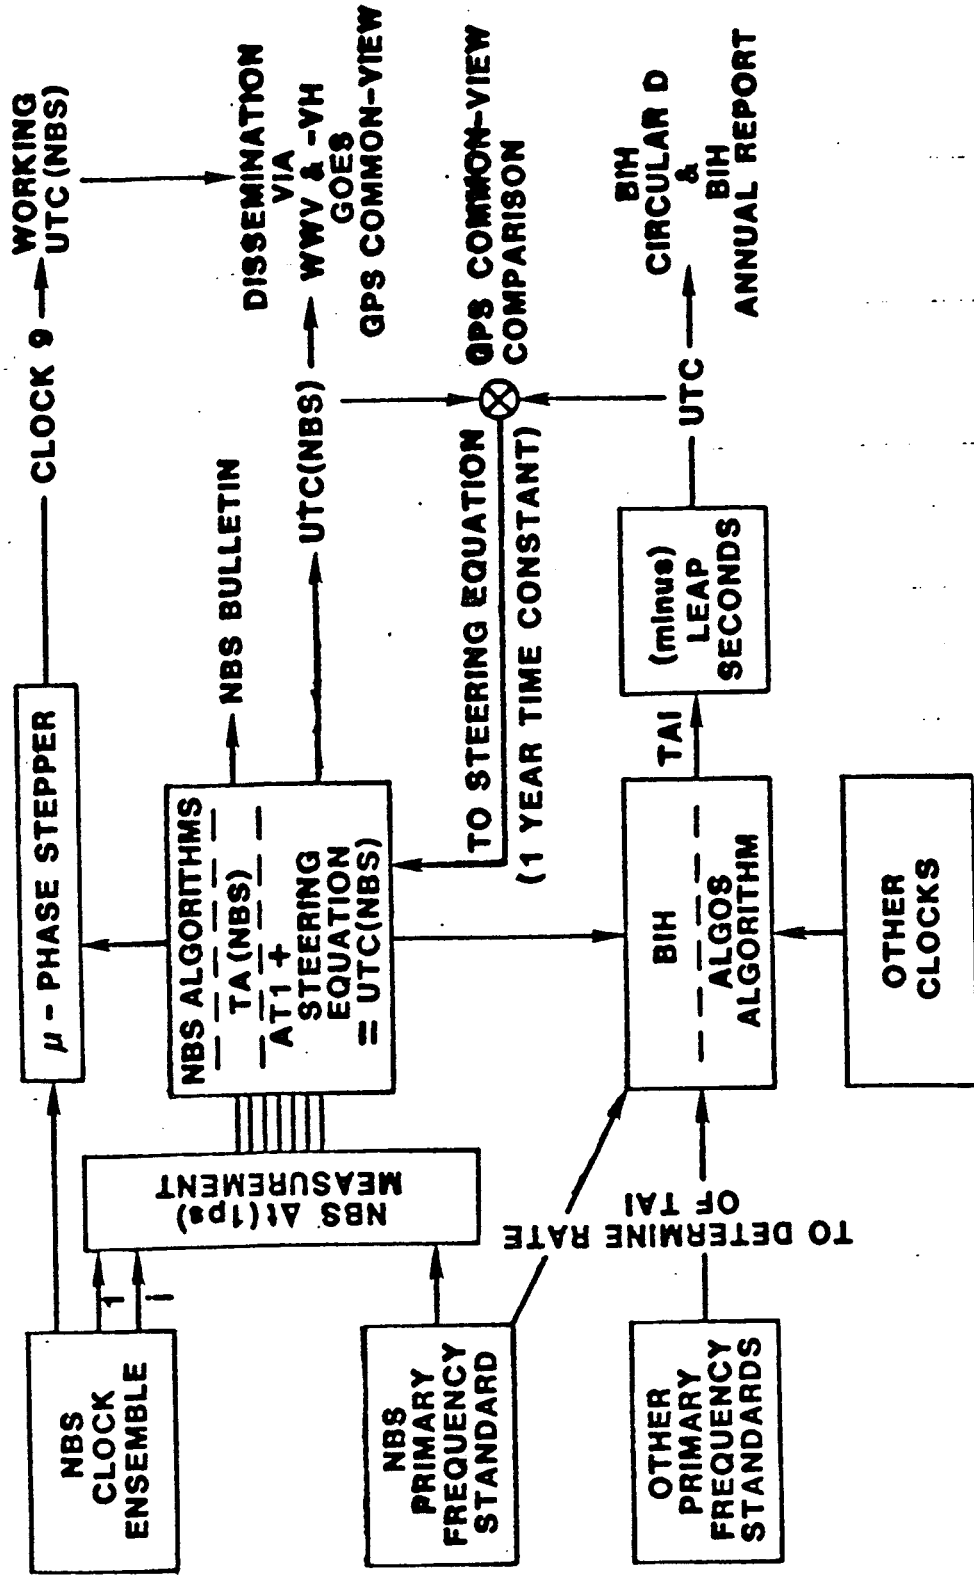 NBS
CLOCK
ENSEMBLE
1
i
NBS
PRIMARY
FREQUENCY
STANDARD
OTHER
PRIMARY
FREQUENCY
STANDARDS
NBS Δt(1ps)
MEASUREMENT
TO DETERMINE RATE
OF TAI
μ - PHASE STEPPER
CLOCK 9
WORKING
UTC(NBS)
NBS ALGORITHMS
TA(NBS)
AT1 +
STEERING
EQUATION
= UTC(NBS)
NBS BULLETIN
UTC(NBS)
DISSEMINATION
VIA
WWV & -VH
GOES
GPS COMMON-VIEW
TO STEERING EQUATION
(1 YEAR TIME CONSTANT)
GPS COMMON-VIEW
COMPARISON
BIH
ALGOS
ALGORITHM
TAI
(minus)
LEAP
SECONDS
UTC
BIH
CIRCULAR D
&
BIH
ANNUAL REPORT
OTHER
CLOCKS